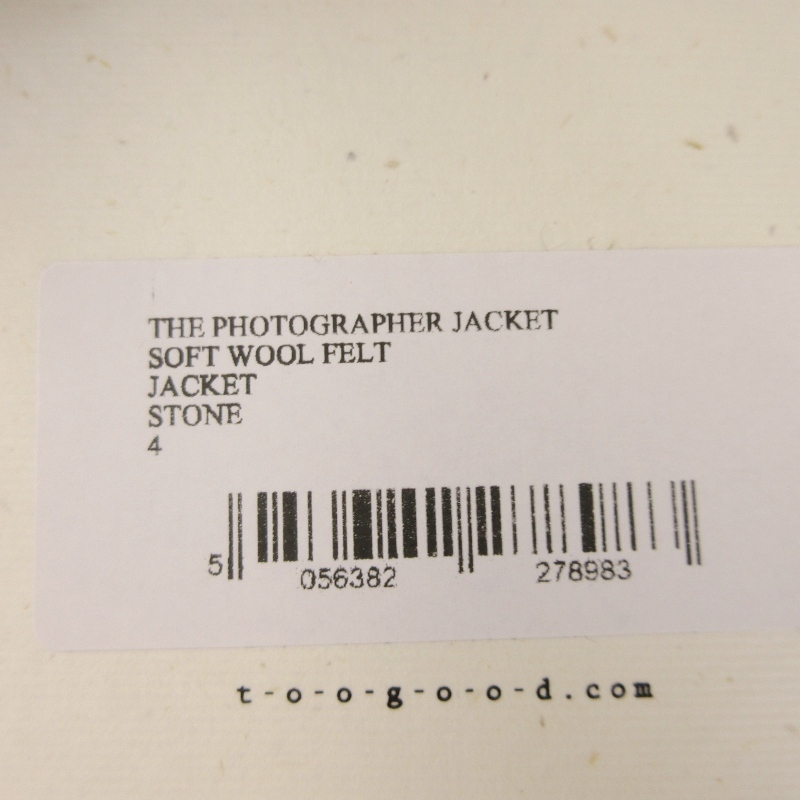 THE PHOTOGRAPHER JACKET
SOFT WOOL FELT
JACKET
STONE
4
5 056382 278983
t-o-o-g-o-o-d.com